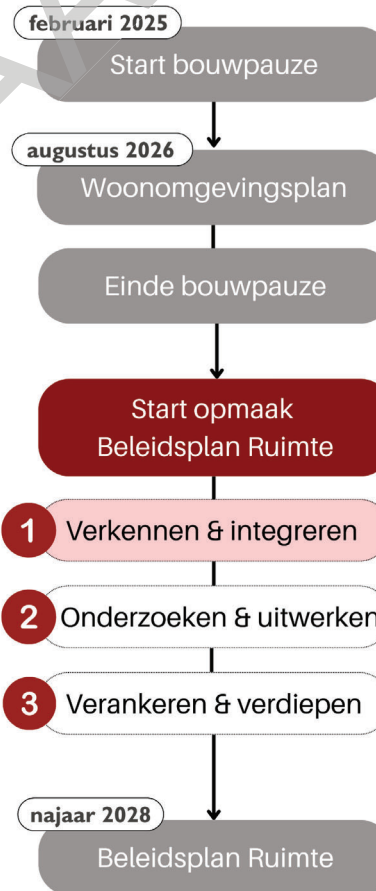 februari 2025
Start bouwpauze
augustus 2026
Woonomgevingsplan
Einde bouwpauze
Start opmaak
Beleidsplan Ruimte
1 Verkennen & integreren
2 Onderzoeken & uitwerken
3 Verankeren & verdiepen
najaar 2028
Beleidsplan Ruimte